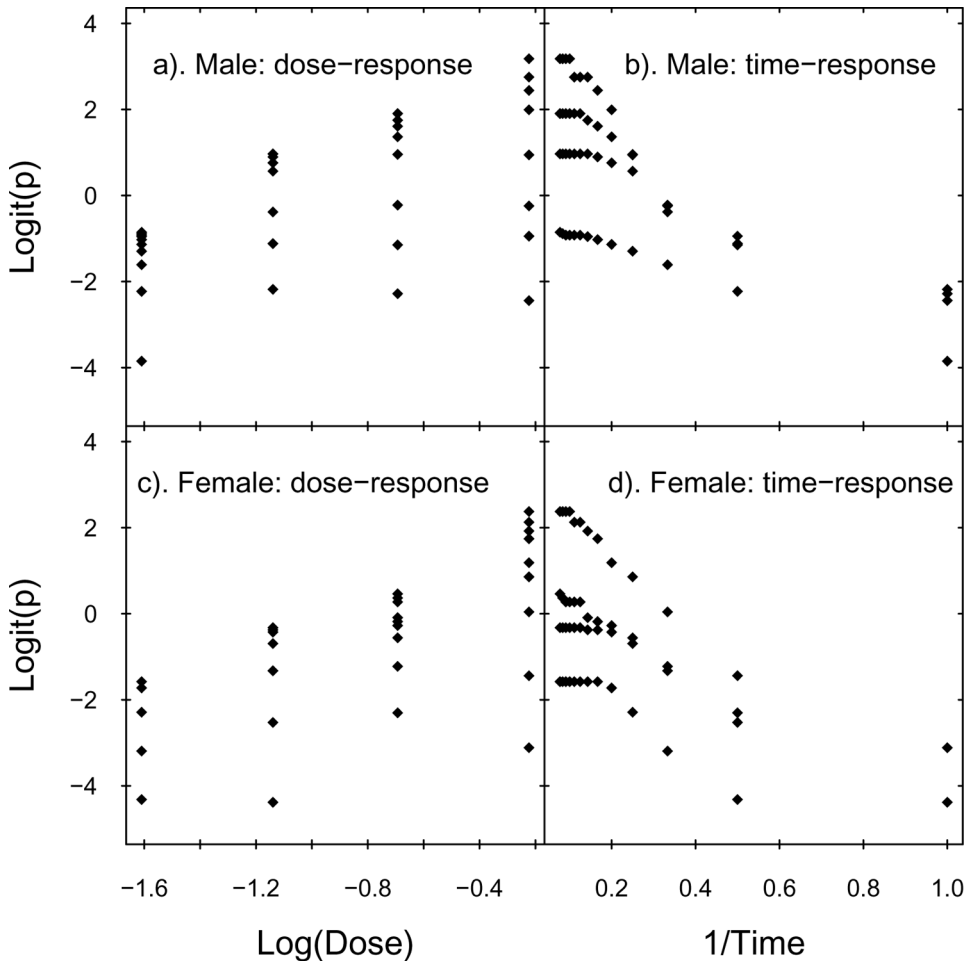 a). Male: dose−response
b). Male: time−response
4
2
0
−2
−4
Logit(p)
c). Female: dose−response
d). Female: time−response
4
2
0
−2
−4
Logit(p)
−1.6 −1.2 −0.8 −0.4 0.2 0.4 0.6 0.8 1.0
Log(Dose) 1/Time